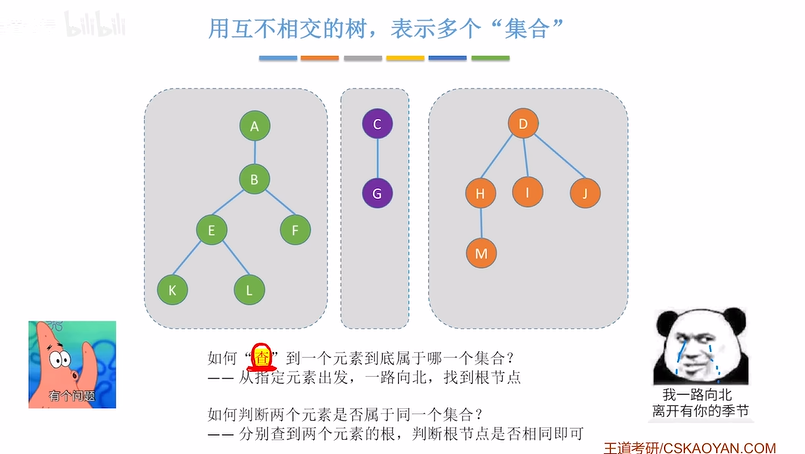 bilibili
用互不相交的树，表示多个“集合”
A
C
D
B
G
H
I
J
E
F
M
K
L
如何“查”到一个元素到底属于哪一个集合？
—— 从指定元素出发，一路向北，找到根节点
如何判断两个元素是否属于同一个集合？
—— 分别查到两个元素的根，判断根节点是否相同即可
有个问题
我一路向北
离开有你的季节
王道考研/CSKAOYAN.COM